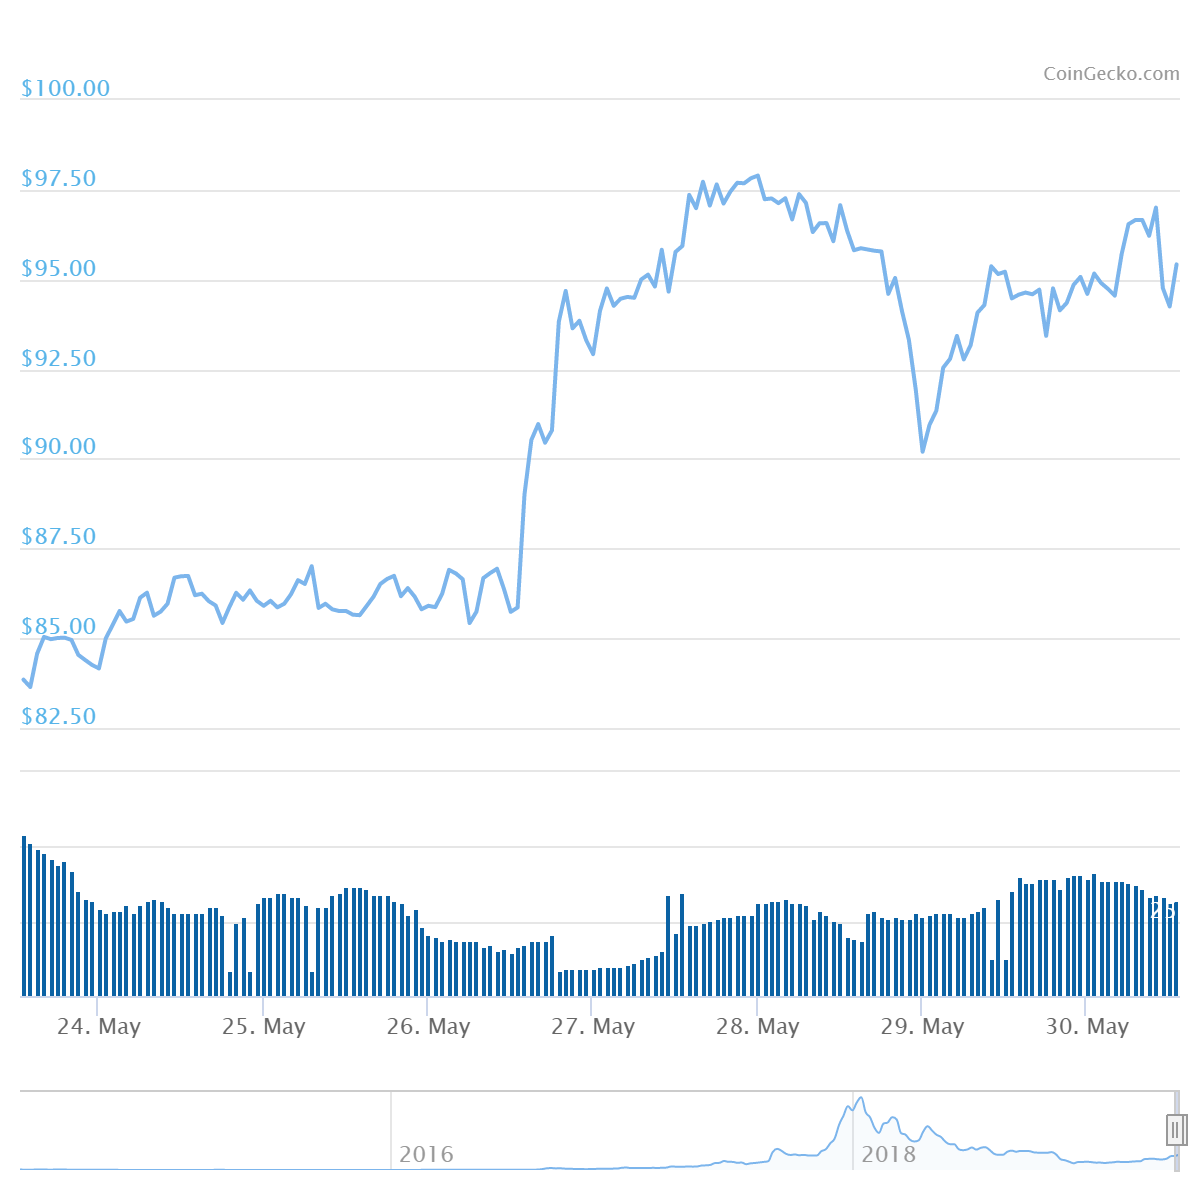 CoinGecko.com
$100.00
$97.50
$95.00
$92.50
$90.00
$87.50
$85.00
$82.50
24. May
25. May
26. May
27. May
28. May
29. May
30. May
2016
2018